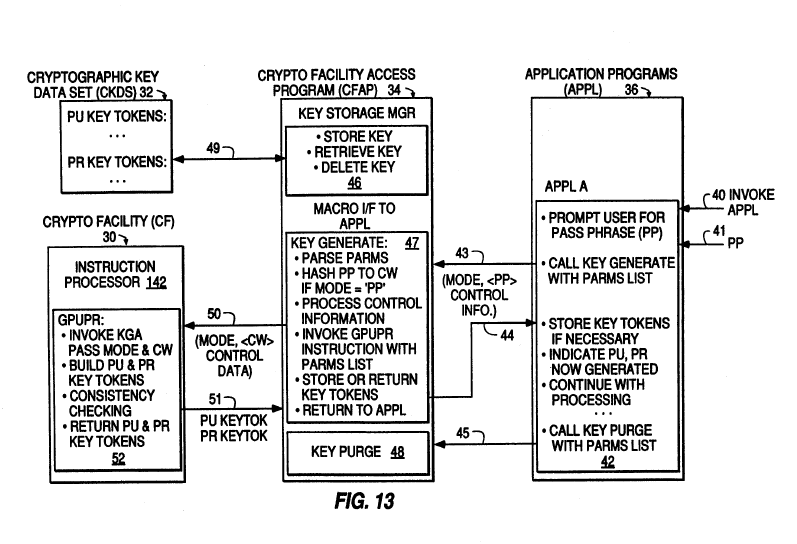 CRYPTOGRAPHIC KEY
DATA SET (CKDS) 32
PU KEY TOKENS:
...
PR KEY TOKENS:
...
49
CRYPTO FACILITY ACCESS
PROGRAM (CFAP) 34
KEY STORAGE MGR
• STORE KEY
• RETRIEVE KEY
• DELETE KEY
46
MACRO I/F TO
APPL
KEY GENERATE: 47
• PARSE PARMS
• HASH PP TO CW
IF MODE = 'PP'
• PROCESS CONTROL
INFORMATION
• INVOKE GPUPR
INSTRUCTION WITH
PARMS LIST
• STORE OR RETURN
KEY TOKENS
• RETURN TO APPL
KEY PURGE 48
CRYPTO FACILITY (CF)
30
INSTRUCTION
PROCESSOR 142
GPUPR:
• INVOKE KGA
PASS MODE & CW
• BUILD PU & PR
KEY TOKENS
• CONSISTENCY
CHECKING
• RETURN PU & PR
KEY TOKENS
52
50
(MODE, <CW>
CONTROL
DATA)
51
PU KEYTOK
PR KEYTOK
43
(MODE, <PP>
CONTROL
INFO.)
44
45
APPLICATION PROGRAMS
(APPL) 36
APPL A
• PROMPT USER FOR
PASS PHRASE (PP)
• CALL KEY GENERATE
WITH PARMS LIST
• STORE KEY TOKENS
IF NECESSARY
• INDICATE PU, PR
NOW GENERATED
• CONTINUE WITH
PROCESSING
...
• CALL KEY PURGE
WITH PARMS LIST
42
40 INVOKE
APPL
41
PP
FIG. 13